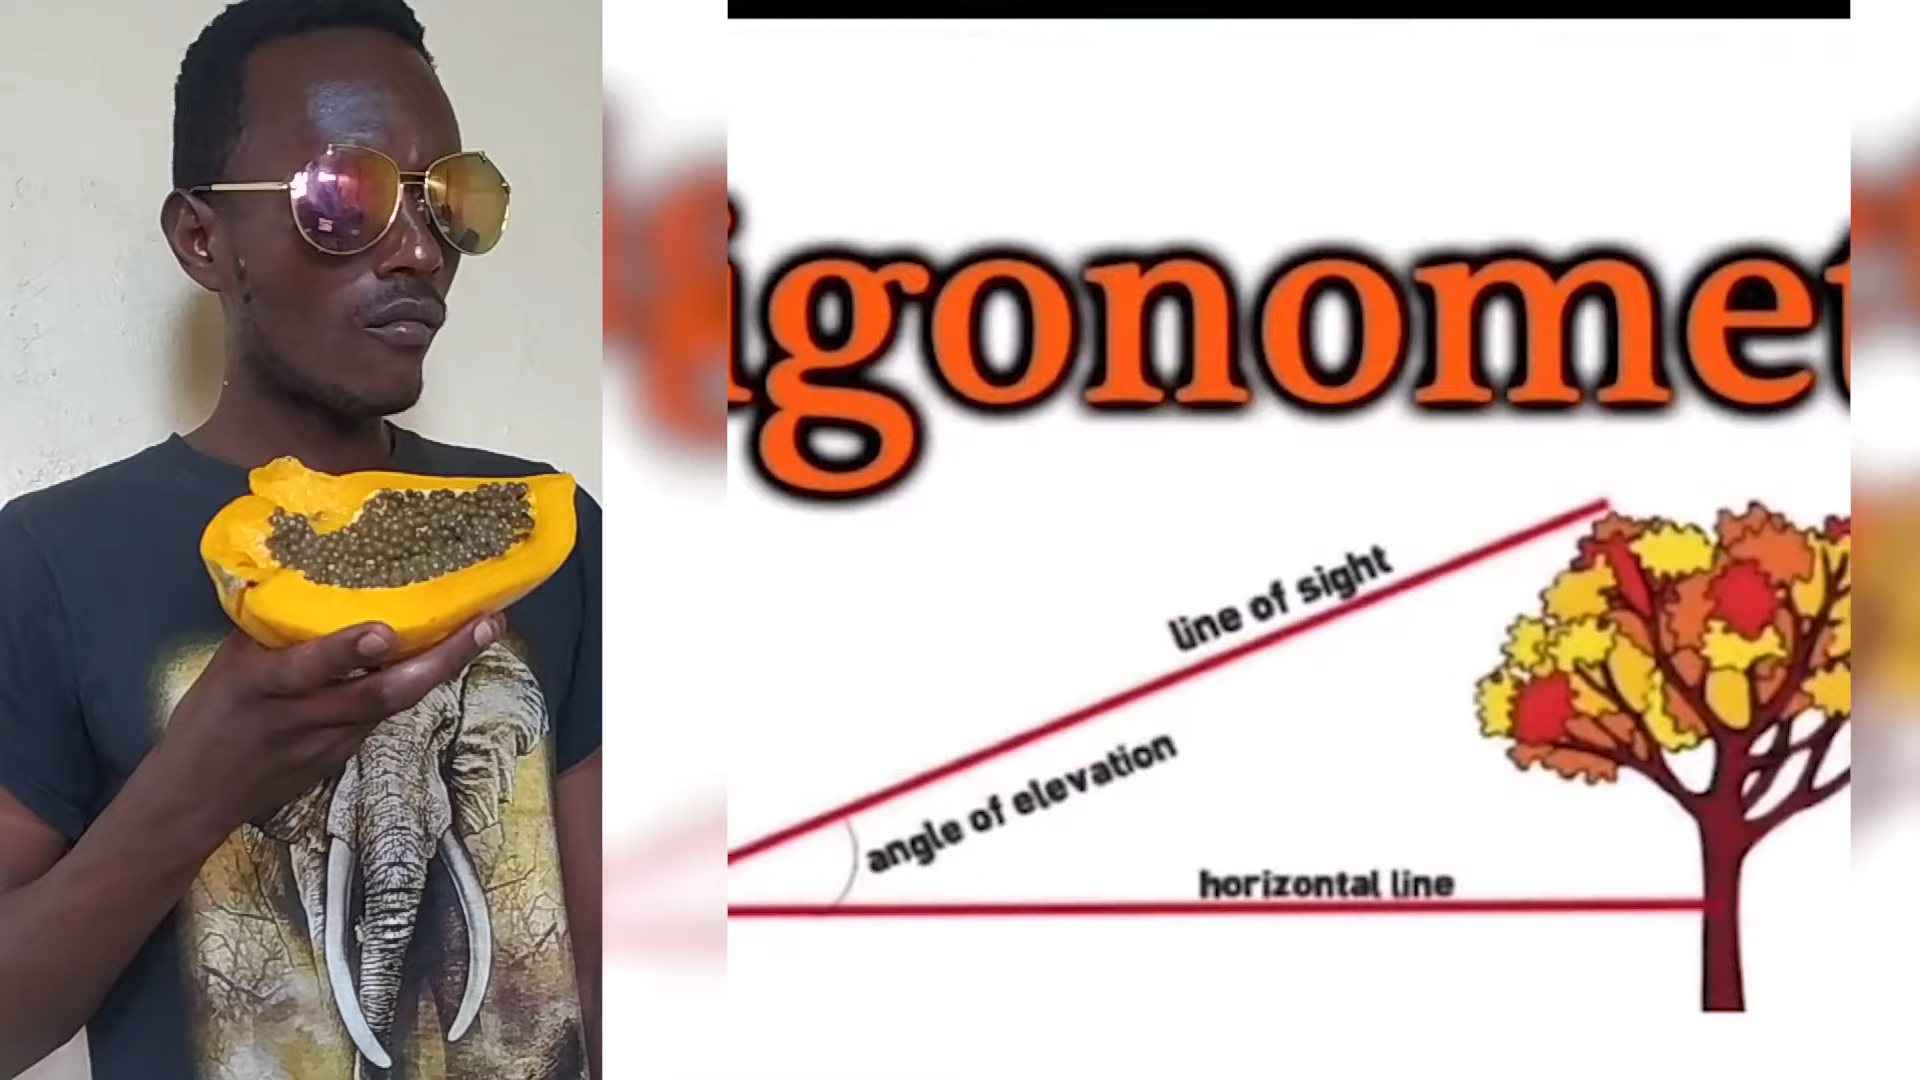 igonomet
line of sight
angle of elevation
horizontal line